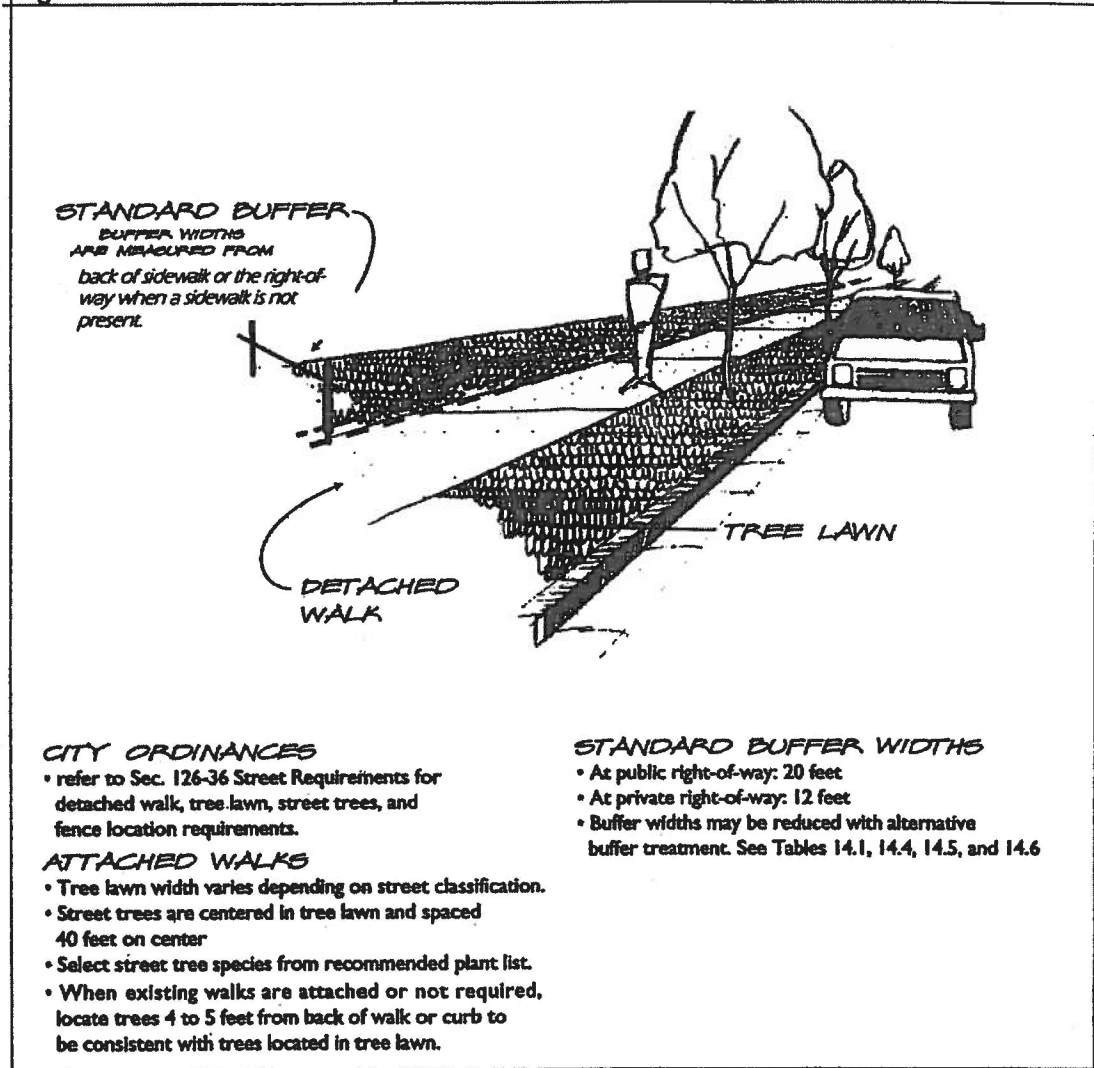 STANDARD BUFFER
BUFFER WIDTHS
ARE MEASURED FROM
back of sidewalk or the right-of-
way when a sidewalk is not
present.
TREE LAWN
DETACHED
WALK
CITY ORDINANCES
• refer to Sec. 126-36 Street Requirements for
detached walk, tree lawn, street trees, and
fence location requirements.
ATTACHED WALKS
• Tree lawn width varies depending on street classification.
• Street trees are centered in tree lawn and spaced
40 feet on center
• Select street tree species from recommended plant list.
• When existing walks are attached or not required,
locate trees 4 to 5 feet from back of walk or curb to
be consistent with trees located in tree lawn.
STANDARD BUFFER WIDTHS
• At public right-of-way: 20 feet
• At private right-of-way: 12 feet
• Buffer widths may be reduced with alternative
buffer treatment. See Tables 14.1, 14.4, 14.5, and 14.6